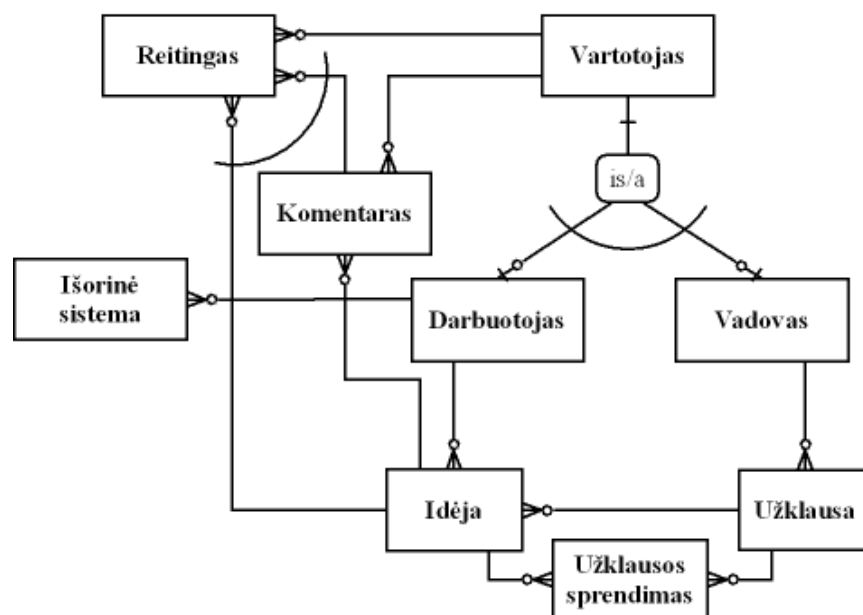 Reitingas
Vartotojas
is/a
Komentaras
Išorinė
sistema
Darbuotojas
Vadovas
Idėja
Užklausa
Užklausos
sprendimas